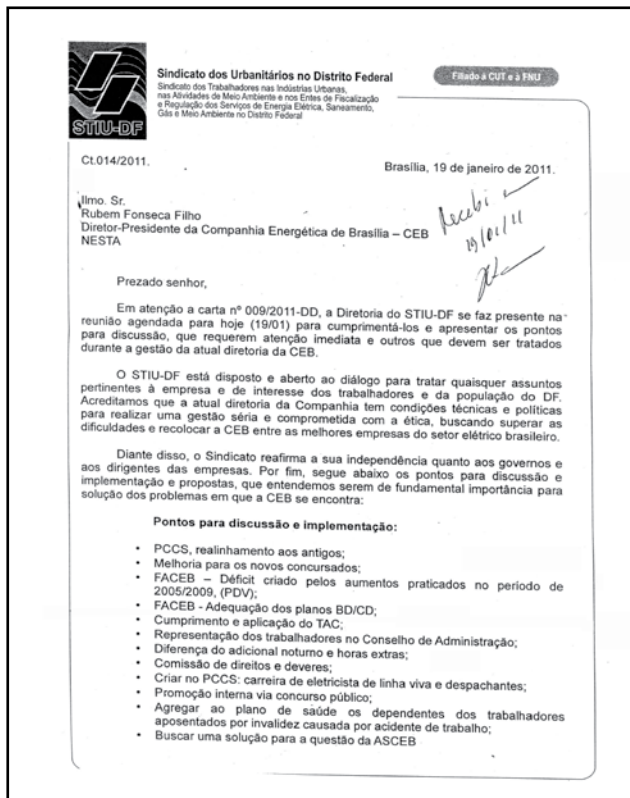 STIU-DF
Sindicato dos Urbanitários no Distrito Federal
Sindicato dos Trabalhadores nas Indústrias Urbanas,
nas Atividades de Meio Ambiente e nos Entes de Fiscalização
e Regulação dos Serviços de Energia Elétrica, Saneamento,
Gás e Meio Ambiente no Distrito Federal
Filiado à CUT e à FNU
Ct.014/2011.
Brasília, 19 de janeiro de 2011.
Ilmo. Sr.
Rubem Fonseca Filho
Diretor-Presidente da Companhia Energética de Brasília – CEB
NESTA
Recebi
19/01/11
Prezado senhor,
Em atenção a carta nº 009/2011-DD, a Diretoria do STIU-DF se faz presente na
reunião agendada para hoje (19/01) para cumprimentá-los e apresentar os pontos
para discussão, que requerem atenção imediata e outros que devem ser tratados
durante a gestão da atual diretoria da CEB.
O STIU-DF está disposto e aberto ao diálogo para tratar quaisquer assuntos
pertinentes à empresa e de interesse dos trabalhadores e da população do DF.
Acreditamos que a atual diretoria da Companhia tem condições técnicas e políticas
para realizar uma gestão séria e comprometida com a ética, buscando superar as
dificuldades e recolocar a CEB entre as melhores empresas do setor elétrico brasileiro.
Diante disso, o Sindicato reafirma a sua independência quanto aos governos e
aos dirigentes das empresas. Por fim, segue abaixo os pontos para discussão e
implementação e propostas, que entendemos serem de fundamental importância para
solução dos problemas em que a CEB se encontra:
Pontos para discussão e implementação:
• PCCS, realinhamento aos antigos;
• Melhoria para os novos concursados;
• FACEB – Déficit criado pelos aumentos praticados no período de
2005/2009, (PDV);
• FACEB - Adequação dos planos BD/CD;
• Cumprimento e aplicação do TAC;
• Representação dos trabalhadores no Conselho de Administração;
• Diferença do adicional noturno e horas extras;
• Comissão de direitos e deveres;
• Criar no PCCS: carreira de eletricista de linha viva e despachantes;
• Promoção interna via concurso público;
• Agregar ao plano de saúde os dependentes dos trabalhadores
aposentados por invalidez causada por acidente de trabalho;
• Buscar uma solução para a questão da ASCEB